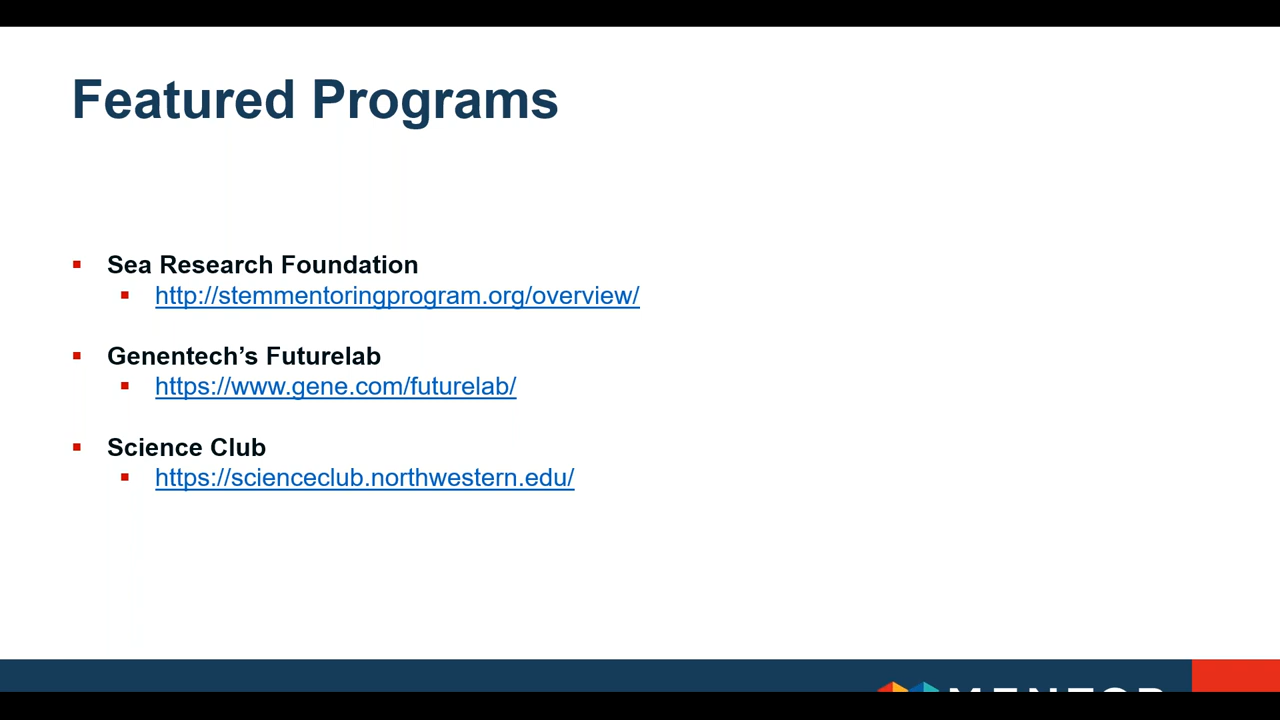 Featured Programs
Sea Research Foundation
http://stemmentoringprogram.org/overview/
Genentech’s Futurelab
https://www.gene.com/futurelab/
Science Club
https://scienceclub.northwestern.edu/
MENTOR